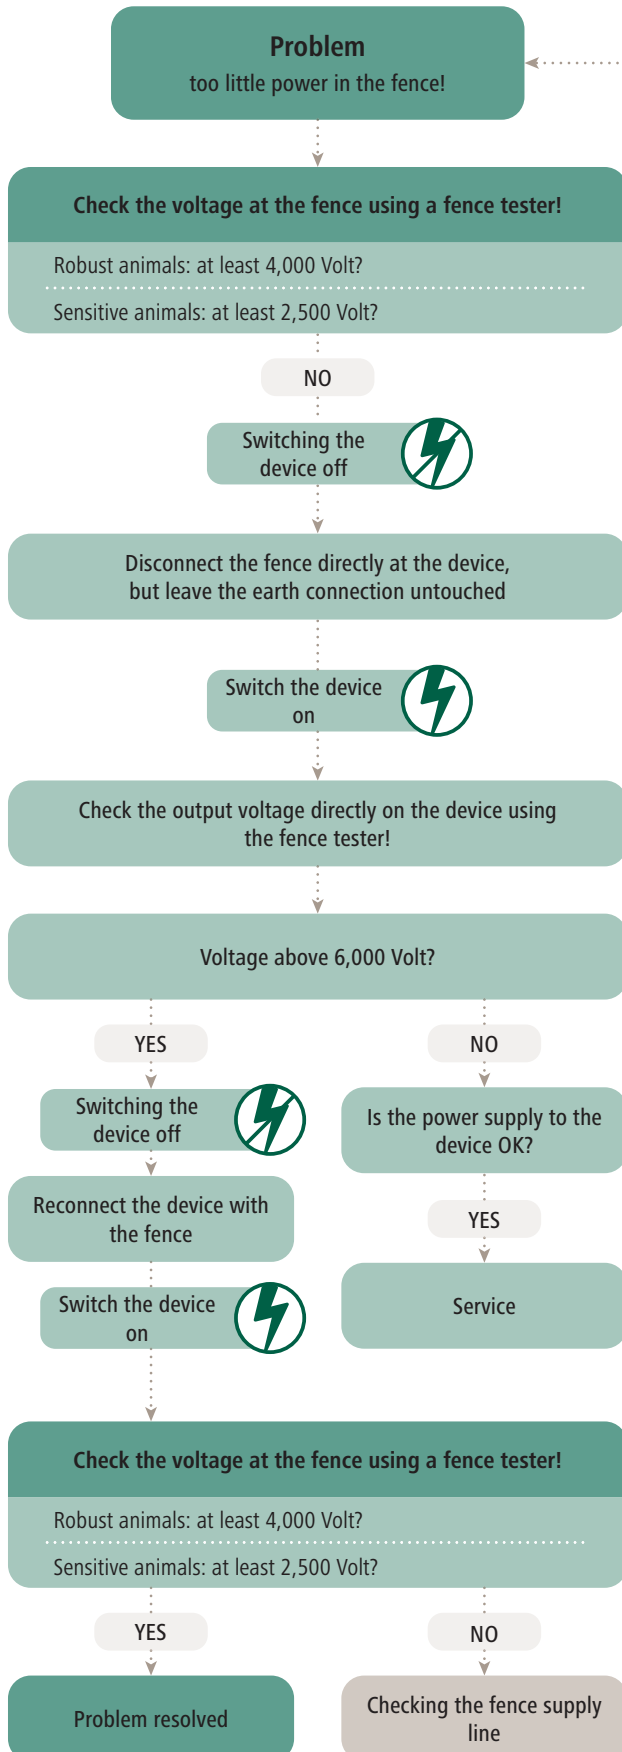 Problem
too little power in the fence!
Check the voltage at the fence using a fence tester!
Robust animals: at least 4,000 Volt?
Sensitive animals: at least 2,500 Volt?
NO
Switching the
device off
Disconnect the fence directly at the device,
but leave the earth connection untouched
Switch the device
on
Check the output voltage directly on the device using
the fence tester!
Voltage above 6,000 Volt?
YES
Switching the
device off
Reconnect the device with
the fence
Switch the device
on
NO
Is the power supply to the
device OK?
YES
Service
Check the voltage at the fence using a fence tester!
Robust animals: at least 4,000 Volt?
Sensitive animals: at least 2,500 Volt?
YES
Problem resolved
NO
Checking the fence supply
line